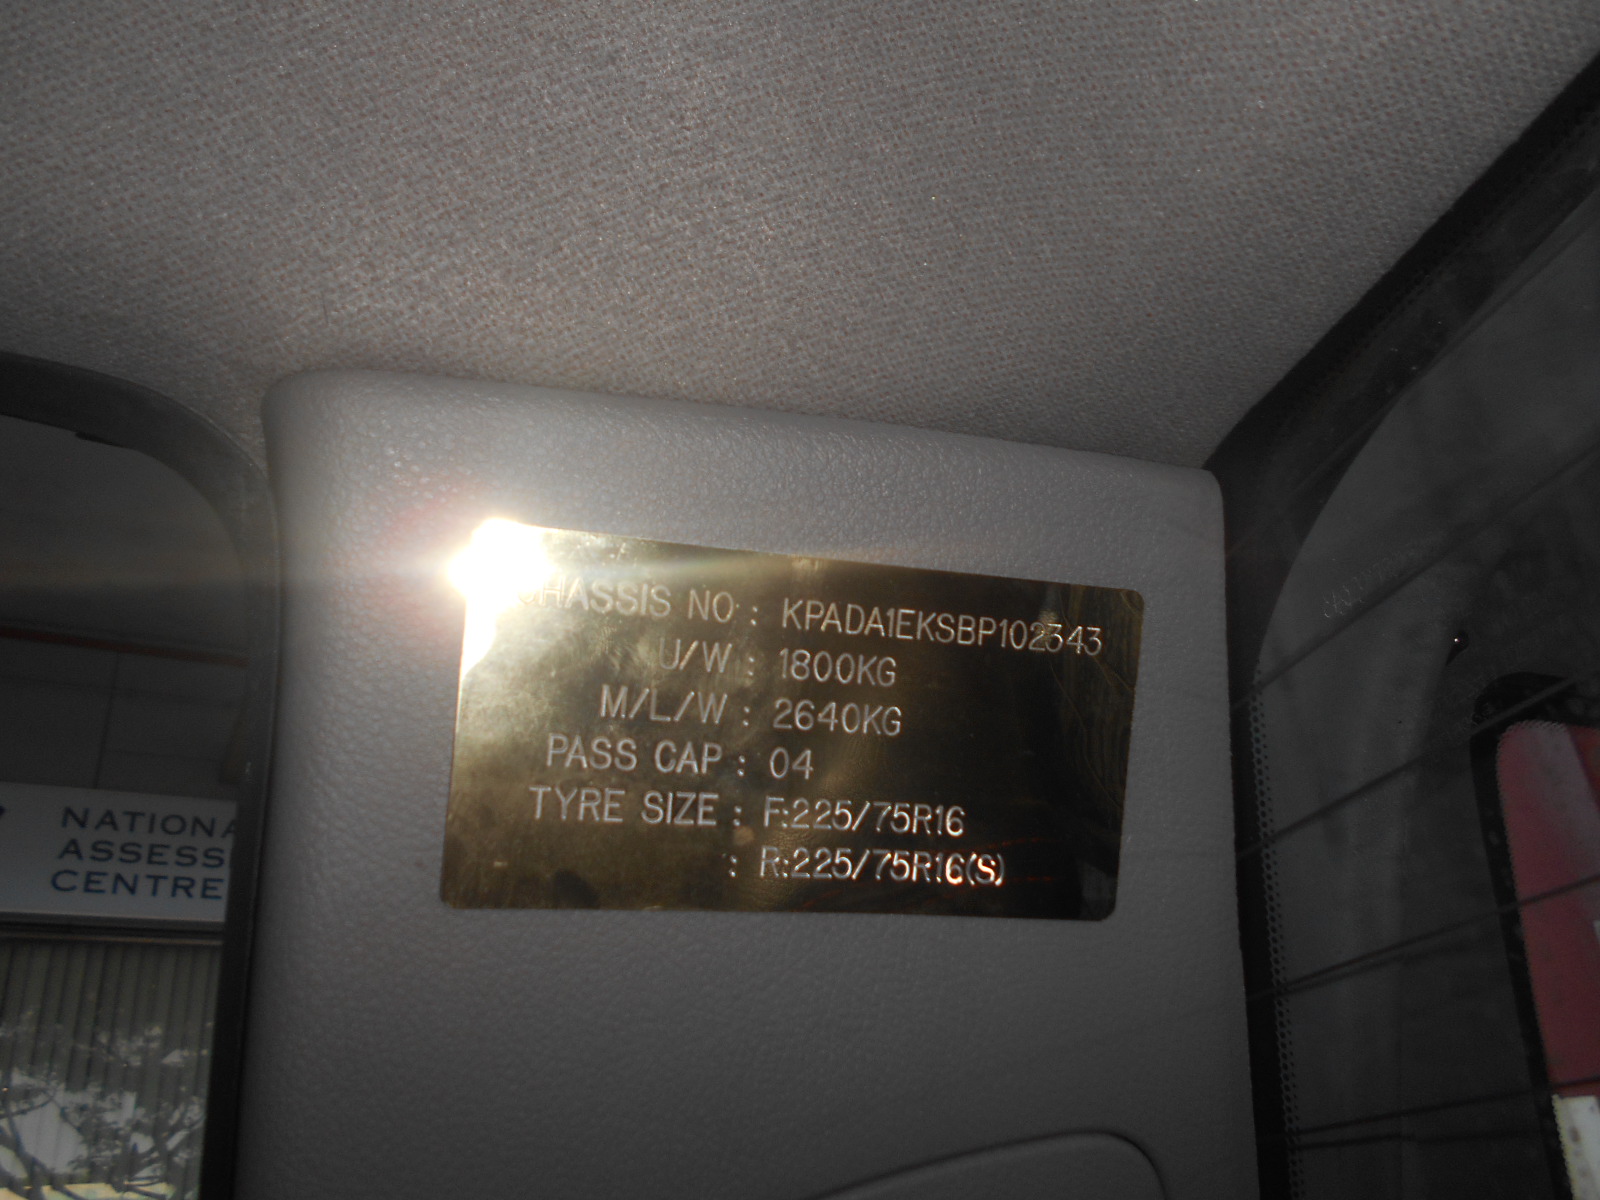 CHASSIS NO : KPADA1EKSBP102343
U/W : 1800KG
M/L/W : 2640KG
PASS CAP : 04
TYRE SIZE : F:225/75R16
: R:225/75R16(S)
NATIONA
ASSESS
CENTRE